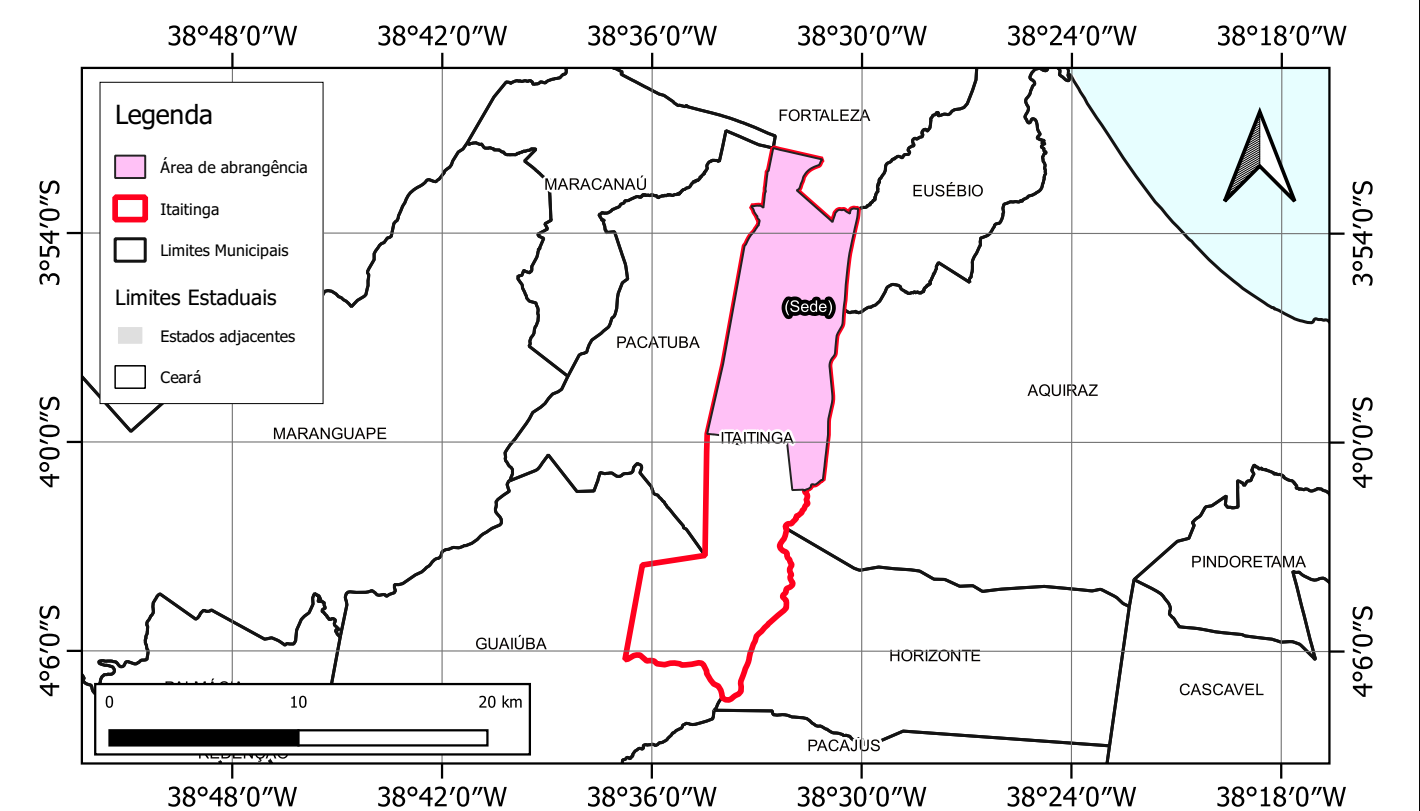 38°48′0″W 38°42′0″W 38°36′0″W 38°30′0″W 38°24′0″W 38°18′0″W
Legenda
Área de abrangência
Itaitinga
Limites Municipais
Limites Estaduais
Estados adjacentes
Ceará
FORTALEZA
MARACANAÚ
EUSÉBIO
3°54′0″S
3°54′0″S
(Sede)
PACATUBA
AQUIRAZ
MARANGUAPE
ITAITINGA
4°0′0″S
4°0′0″S
PINDORETAMA
GUAIÚBA
HORIZONTE
4°6′0″S
4°6′0″S
CASCAVEL
0 10 20 km
PACAJUS
38°48′0″W 38°42′0″W 38°36′0″W 38°30′0″W 38°24′0″W 38°18′0″W